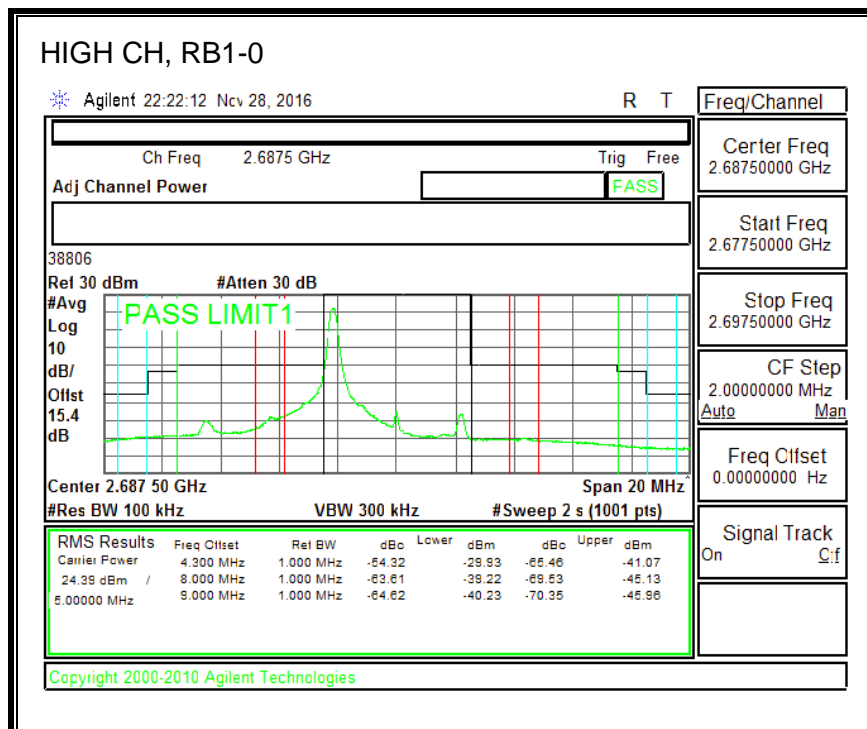 HIGH CH, RB1-0
Agilent 22:22:12 Nov 28, 2016 R T
Freq/Channel
Ch Freq 2.6875 GHz Trig Free
Adj Channel Power PASS
Center Freq
2.68750000 GHz
Start Freq
2.67750000 GHz
38806
Ref 30 dBm #Atten 30 dB
#Avg
Log
10
dB/
Offst
15.4
dB
PASS LIMIT1
Stop Freq
2.69750000 GHz
CF Step
2.00000000 MHz
Auto Man
Freq Offset
0.00000000 Hz
Center 2.687 50 GHz Span 20 MHz^
#Res BW 100 kHz VBW 300 kHz #Sweep 2 s (1001 pts)
Signal Track
On Off
RMS Results Freq Offset Ref BW dBc Lower dBm dBc Upper dBm
Carrier Power 4.300 MHz 1.000 MHz -54.32 -29.93 -65.46 -41.07
24.39 dBm / 8.000 MHz 1.000 MHz -63.61 -39.22 -69.53 -45.13
5.00000 MHz 9.000 MHz 1.000 MHz -64.62 -40.23 -70.35 -45.96
Copyright 2000-2010 Agilent Technologies